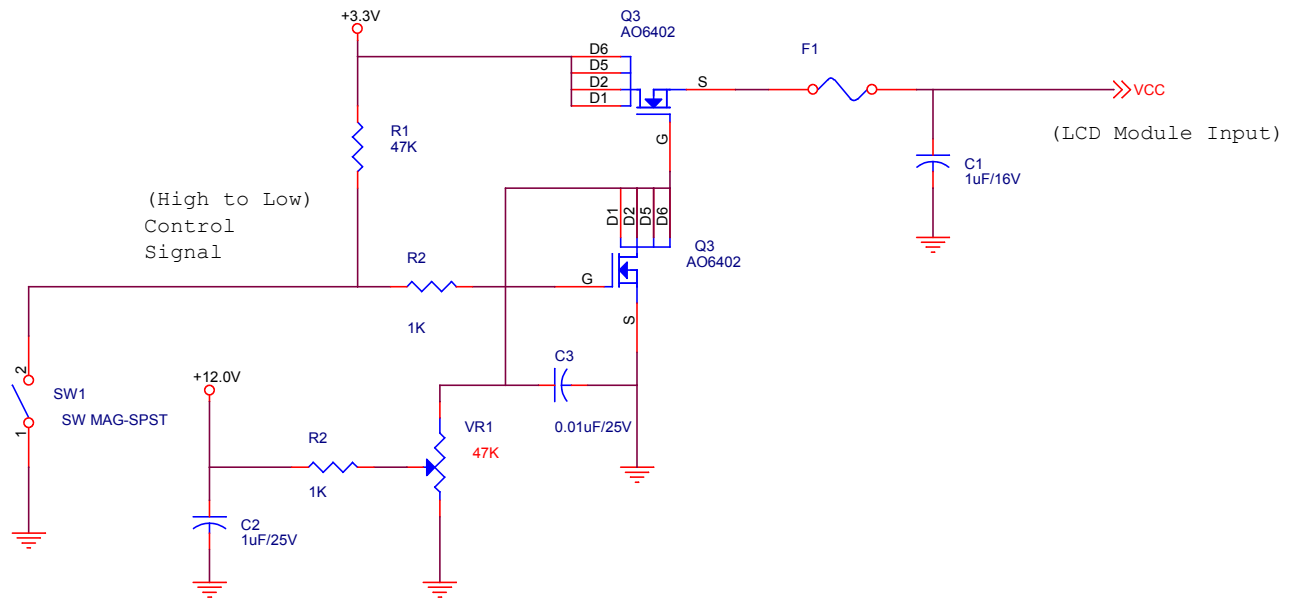 +3.3V
Q3
AO6402
D6
D5
D2
D1
S
G
F1
VCC
(LCD Module Input)
R1
47K
C1
1uF/16V
(High to Low)
Control
Signal
D1
D2
D5
D6
Q3
AO6402
R2
1K
G
S
2
1
SW1
SW MAG-SPST
+12.0V
C3
0.01uF/25V
R2
1K
VR1
47K
C2
1uF/25V